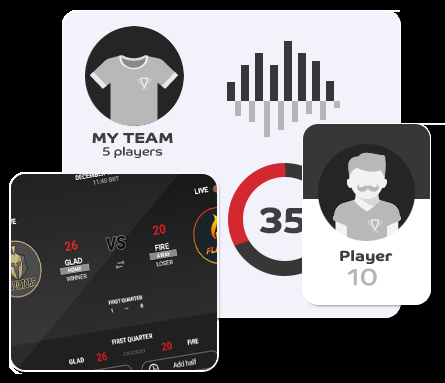 MY TEAM
5 players
35
Player
10
11:40 BRT
LIVE
26
VS
20
GLAD
HOME
WINNER
FIRE
AWAY
LOSER
FIRST QUARTER
1 - 0
FIRST QUARTER
GLAD 26 20 FIRE
Add half